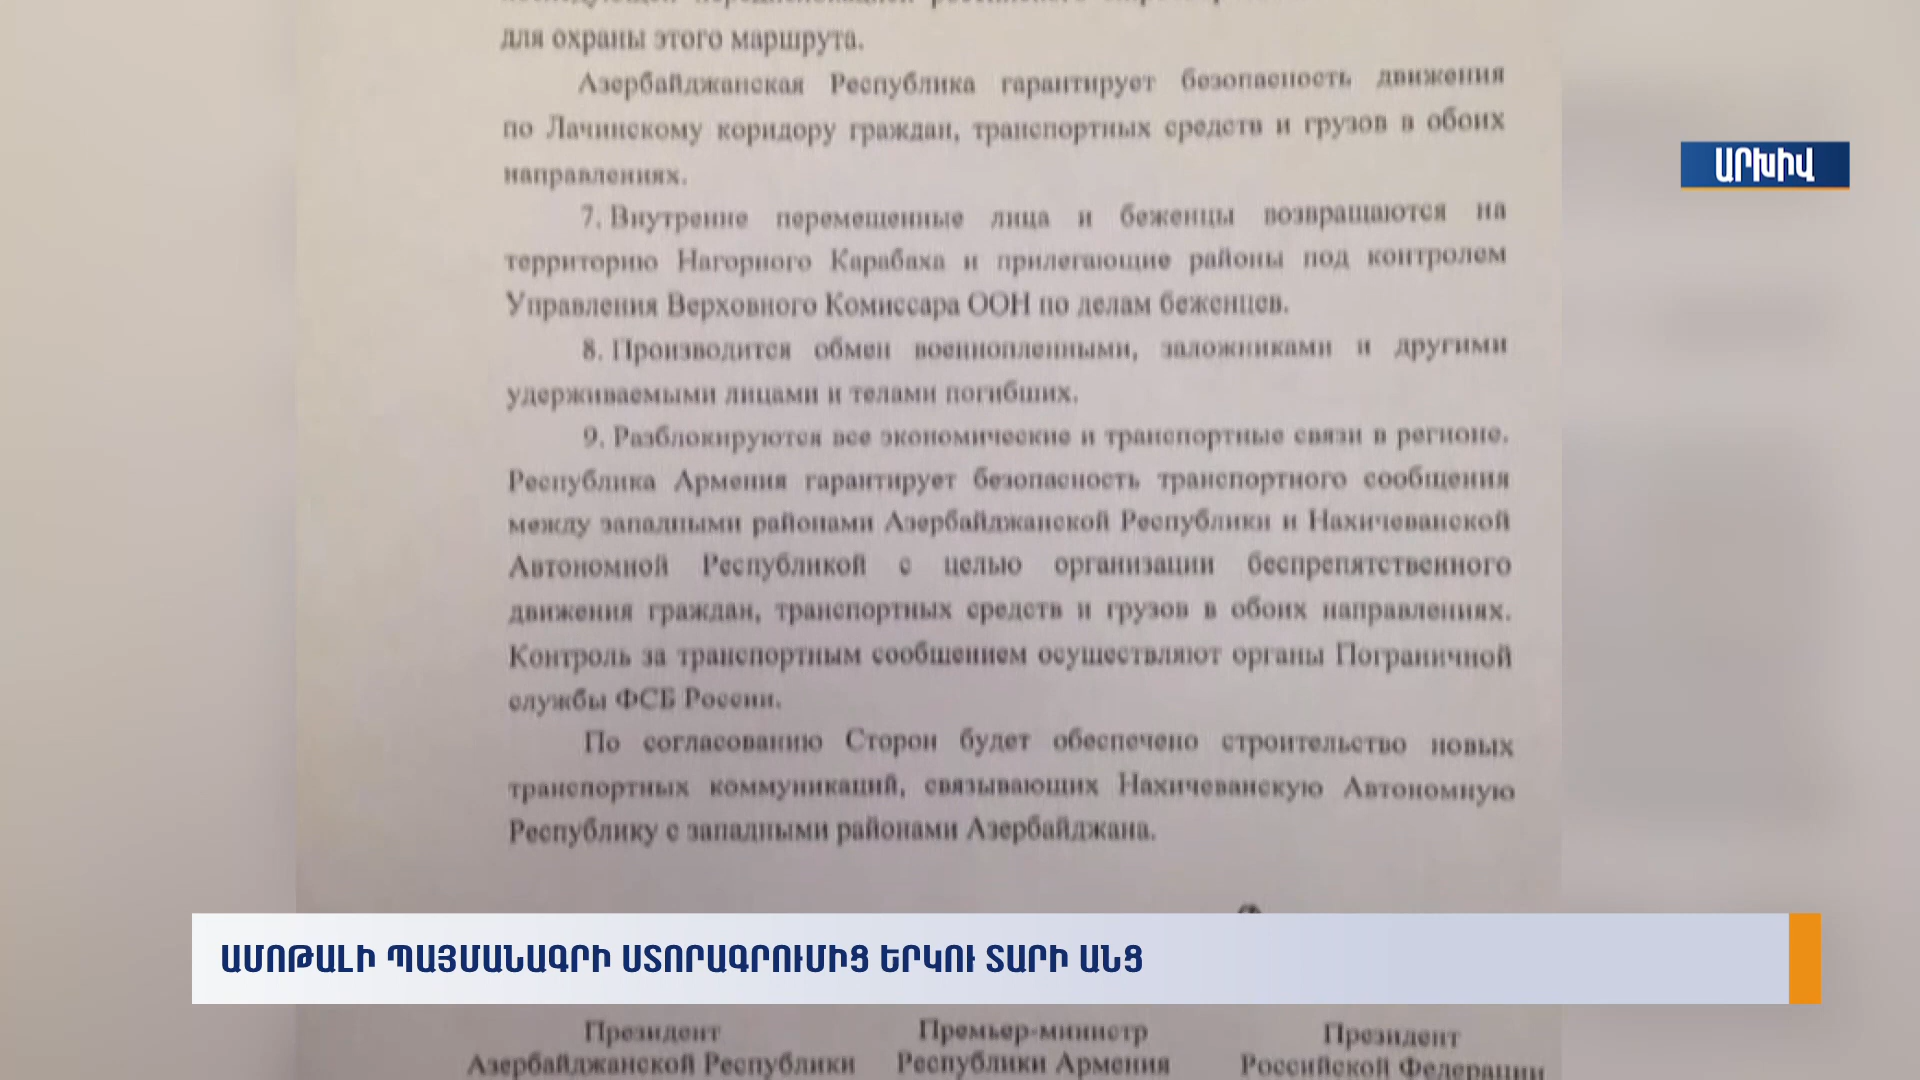 для охраны этого маршрута.
Азербайджанская Республика гарантирует безопасность движения
по Лачинскому коридору граждан, транспортных средств и грузов в обоих
направлениях.
7. Внутренне перемещенные лица и беженцы возвращаются на
территорию Нагорного Карабаха и прилегающие районы под контролем
Управления Верховного Комиссара ООН по делам беженцев.
8. Производится обмен военнопленными, заложниками и другими
удерживаемыми лицами и телами погибших.
9. Разблокируются все экономические и транспортные связи в регионе.
Республика Армения гарантирует безопасность транспортного сообщения
между западными районами Азербайджанской Республики и Нахичеванской
Автономной Республикой с целью организации беспрепятственного
движения граждан, транспортных средств и грузов в обоих направлениях.
Контроль за транспортным сообщением осуществляют органы Пограничной
службы ФСБ России.
По согласованию Сторон будет обеспечено строительство новых
транспортных коммуникаций, связывающих Нахичеванскую Автономную
Республику с западными районами Азербайджана.
ԱՐԽԻՎ
ԱՄՈԹԱԼԻ ՊԱՅՄԱՆԱԳՐԻ ՍՏՈՐԱԳՐՈՒՄԻՑ ԵՐԿՈՒ ՏԱՐԻ ԱՆՑ
Президент
Азербайджанской Республики
Премьер-министр
Республики Армения
Президент
Российской Федерации